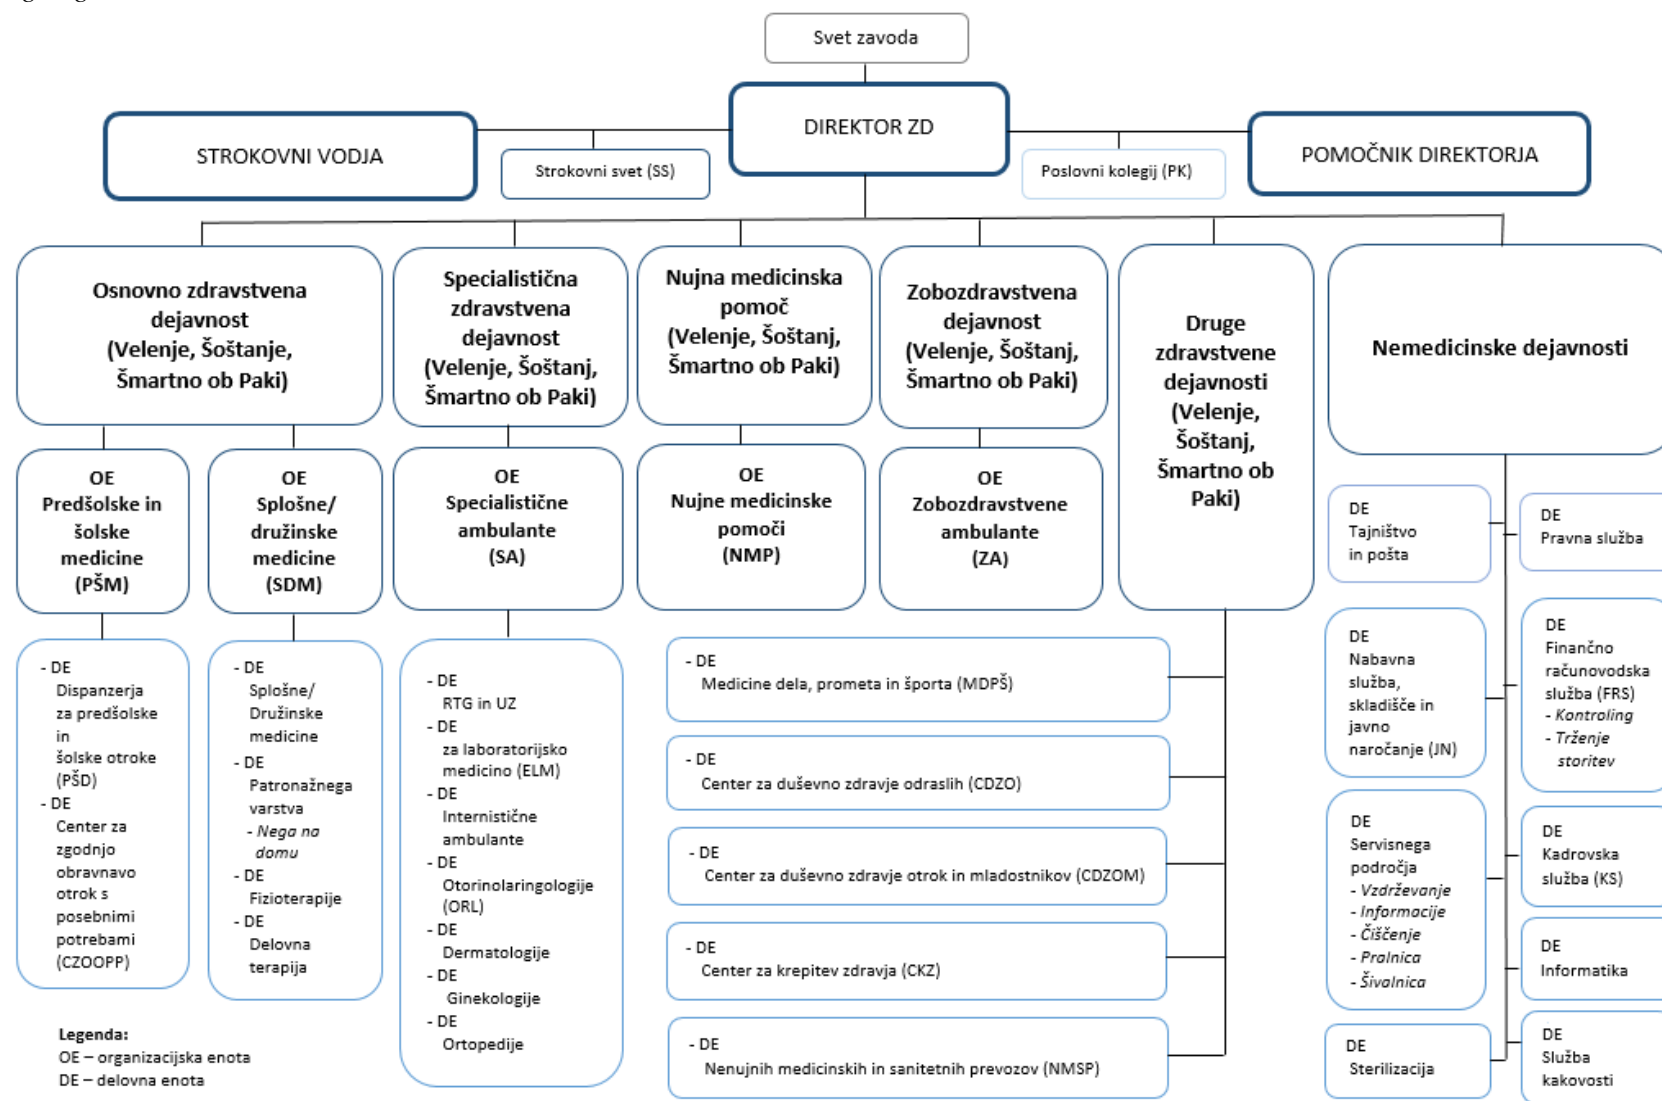 Svet zavoda
DIREKTOR ZD
STROKOVNI VODJA
Strokovni svet (SS)
Poslovni kolegij (PK)
POMOČNIK DIREKTORJA
Osnovno zdravstvena
dejavnost
(Velenje, Šoštanje,
Šmartno ob Paki)
Specialistična
zdravstvena
dejavnost
(Velenje, Šoštanj,
Šmartno ob Paki)
Nujna medicinska
pomoč
(Velenje, Šoštanj,
Šmartno ob Paki)
Zobozdravstvena
dejavnost
(Velenje, Šoštanj,
Šmartno ob Paki)
Druge
zdravstvene
dejavnosti
(Velenje,
Šoštanj,
Šmartno ob
Paki)
Nemedicinske dejavnosti
OE
Predšolske in
šolske
medicine
(PŠM)
OE
Splošne/
družinske
medicine
(SDM)
OE
Specialistične
ambulante
(SA)
OE
Nujne medicinske
pomoči
(NMP)
OE
Zobozdravstvene
ambulante
(ZA)
- DE
Dispanzerja
za predšolske
in
šolske otroke
(PŠD)
- DE
Center za
zgodnjo
obravnavo
otrok s
posebnimi
potrebami
(CZOOPP)
- DE
Splošne/
Družinske
medicine
- DE
Patronažnega
varstva
- Nega na
domu
- DE
Fizioterapije
- DE
Delovna
terapija
- DE
RTG in UZ
- DE
za laboratorijsko
medicino (ELM)
- DE
Internistične
ambulante
- DE
Otorinolaringologije
(ORL)
- DE
Dermatologije
- DE
Ginekologije
- DE
Ortopedije
- DE
Medicine dela, prometa in športa (MDPŠ)
- DE
Center za duševno zdravje odraslih (CDZO)
- DE
Center za duševno zdravje otrok in mladostnikov (CDZOM)
- DE
Center za krepitev zdravja (CKZ)
- DE
Nenujnih medicinskih in sanitetnih prevozov (NMSP)
DE
Tajništvo
in pošta
DE
Pravna služba
DE
Nabavna
služba,
skladišče in
javno
naročanje (JN)
DE
Finančno
računovodska
služba (FRS)
- Kontroling
- Trženje
storitev
DE
Servisnega
področja
- Vzdrževanje
- Informacije
- Čiščenje
- Pralnica
- Šivalnica
DE
Kadrovska
služba (KS)
DE
Informatika
DE
Sterilizacija
DE
Služba
kakovosti
Legenda:
OE – organizacijska enota
DE – delovna enota